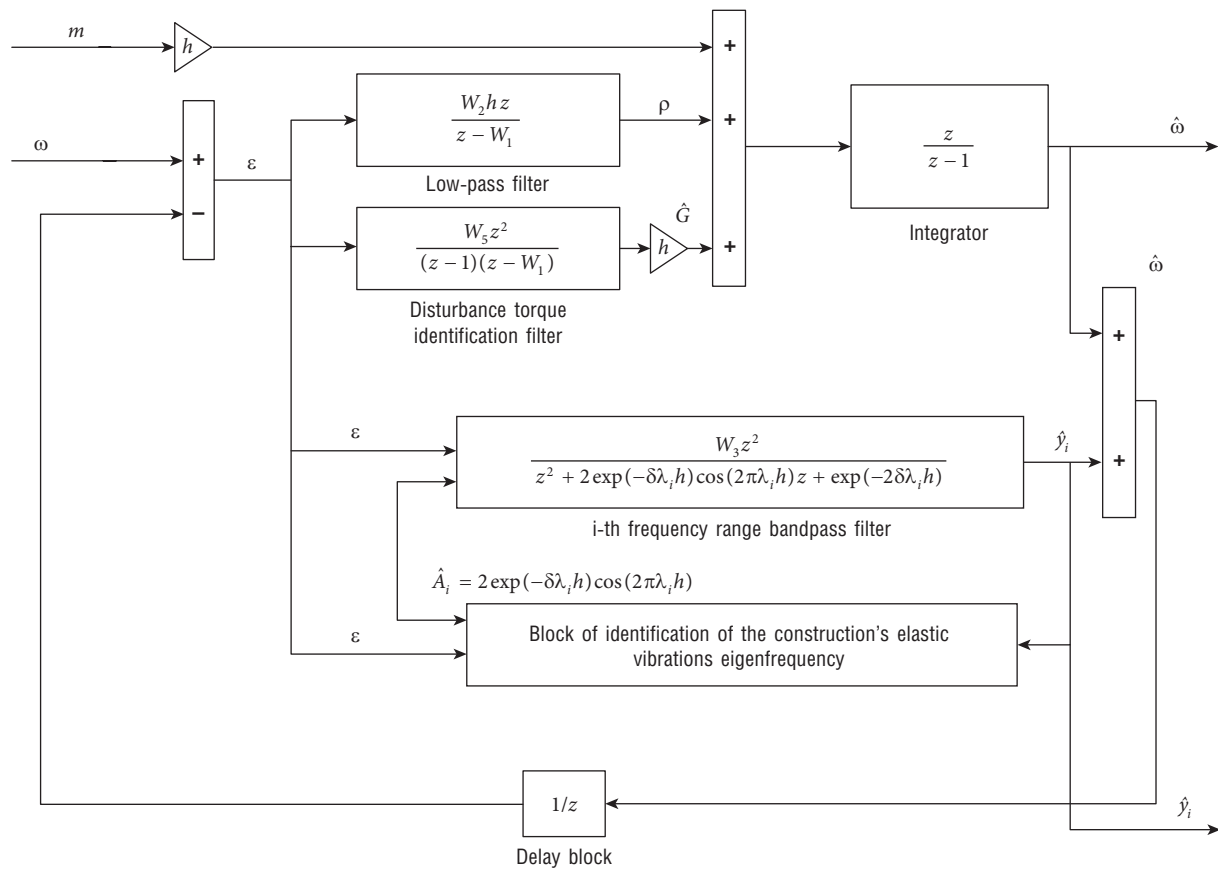 m
h
+
W₂hz
z − W₁
ρ
+
Low-pass filter
ω
+
ε
−
z
z − 1
ω̂
Integrator
W₅z²
(z − 1)(z − W₁)
h
Ĝ
+
Disturbance torque
identification filter
ω̂
+
ε
W₃z²
z² + 2exp(−δλᵢh)cos(2πλᵢh)z + exp(−2δλᵢh)
ŷᵢ
+
i-th frequency range bandpass filter
Âᵢ = 2exp(−δλᵢh)cos(2πλᵢh)
ε
Block of identification of the construction's elastic
vibrations eigenfrequency
1/z
Delay block
ŷᵢ